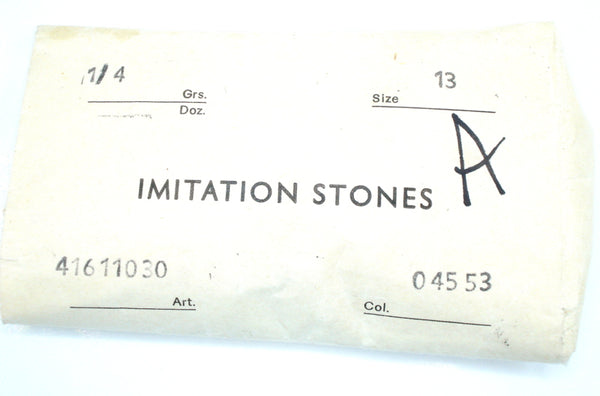 1/4 Grs. Size 13
Doz.
A
IMITATION STONES
41611030 Art. 04553 Col.